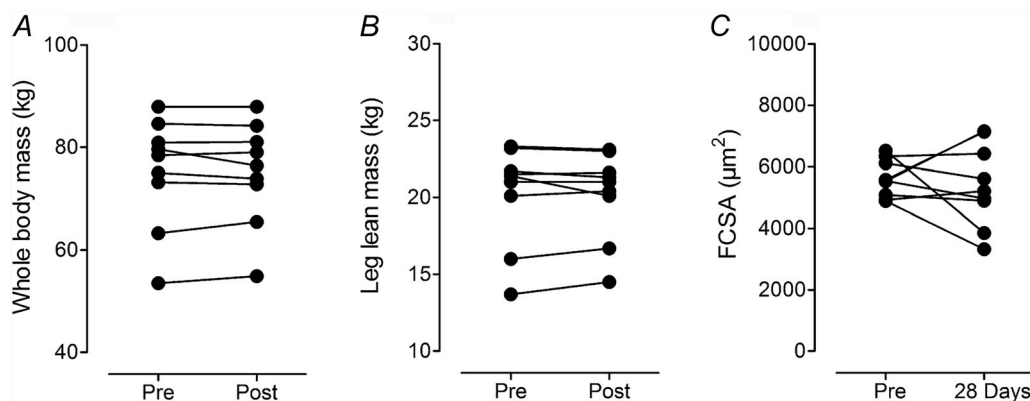 A
Whole body mass (kg)
100
80
60
40
Pre Post
B
Leg lean mass (kg)
30
25
20
15
10
Pre Post
C
FCSA (µm²)
10000
8000
6000
4000
2000
0
Pre 28 Days